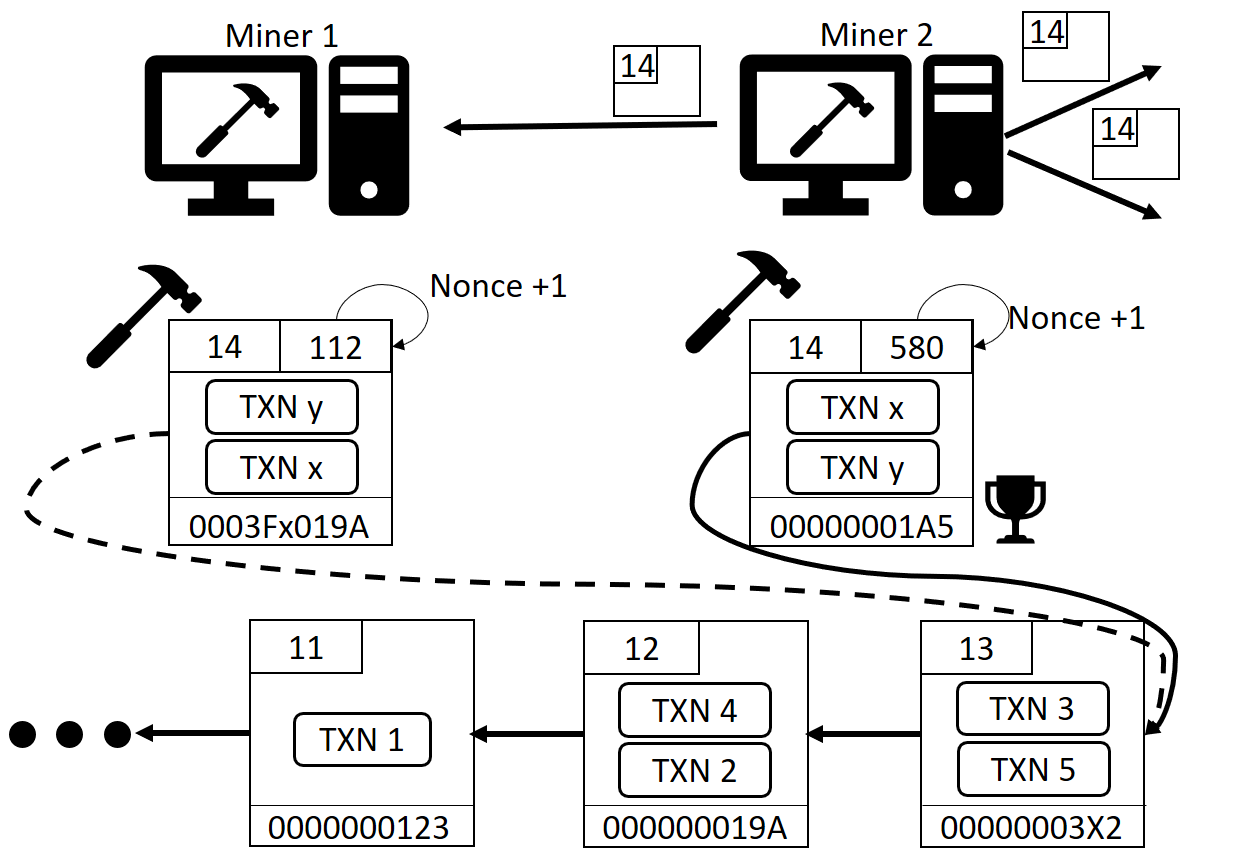 Miner 1
Miner 2
14
14
14
Nonce +1
Nonce +1
14 112
TXN y
TXN x
0003Fx019A
14 580
TXN x
TXN y
00000001A5
11
TXN 1
0000000123
12
TXN 4
TXN 2
000000019A
13
TXN 3
TXN 5
00000003X2